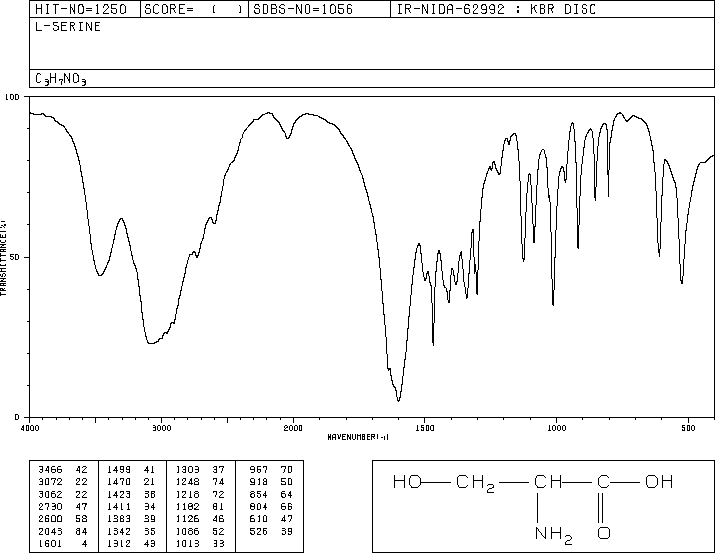 HIT-NO=1250 SCORE= ( ) SDBS-NO=1056 IR-NIDA-62992 : KBR DISC
L-SERINE
C3H7NO3
100
50
0
TRANSMITTANCE(%)
4000 3000 2000 1500 1000 500
WAVENUMBER(-1)
3466 42 1499 41 1303 37 967 70
3072 22 1470 21 1248 74 918 50
3062 22 1423 38 1218 72 854 64
2730 47 1411 34 1182 81 804 66
2600 58 1383 39 1126 46 610 47
2043 84 1342 35 1086 52 526 39
1601 4 1312 43 1013 33
HO CH2 CH C OH
NH2 O